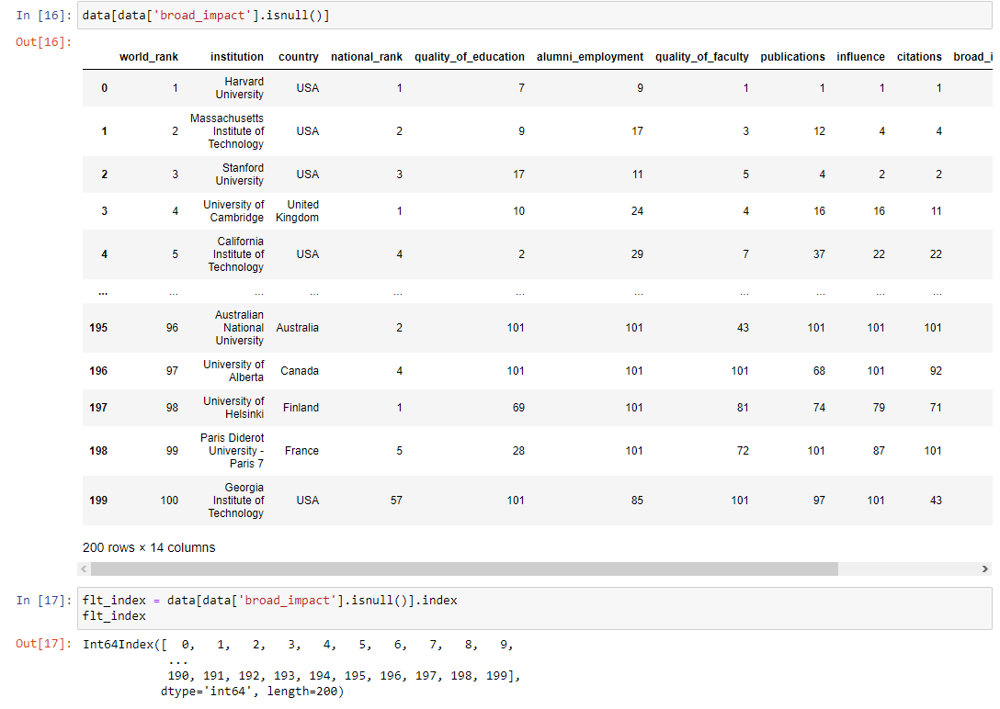 In [16]: data[data['broad_impact'].isnull()]
Out[16]:
world_rank institution country national_rank quality_of_education alumni_employment quality_of_faculty publications influence citations broad_i
0 1 Harvard University USA 1 7 9 1 1 1 1
1 2 Massachusetts Institute of Technology USA 2 9 17 3 12 4 4
2 3 Stanford University USA 3 17 11 5 4 2 2
3 4 University of Cambridge United Kingdom 1 10 24 4 16 16 11
4 5 California Institute of Technology USA 4 2 29 7 37 22 22
... ... ... ... ... ... ... ... ... ... ...
195 96 Australian National University Australia 2 101 101 43 101 101 101
196 97 University of Alberta Canada 4 101 101 101 68 101 92
197 98 University of Helsinki Finland 1 69 101 81 74 79 71
198 99 Paris Diderot University - Paris 7 France 5 28 101 72 101 87 101
199 100 Georgia Institute of Technology USA 57 101 85 101 97 101 43
200 rows × 14 columns
In [17]: flt_index = data[data['broad_impact'].isnull()].index
flt_index
Out[17]: Int64Index([  0,   1,   2,   3,   4,   5,   6,   7,   8,   9,
...
190, 191, 192, 193, 194, 195, 196, 197, 198, 199],
dtype='int64', length=200)